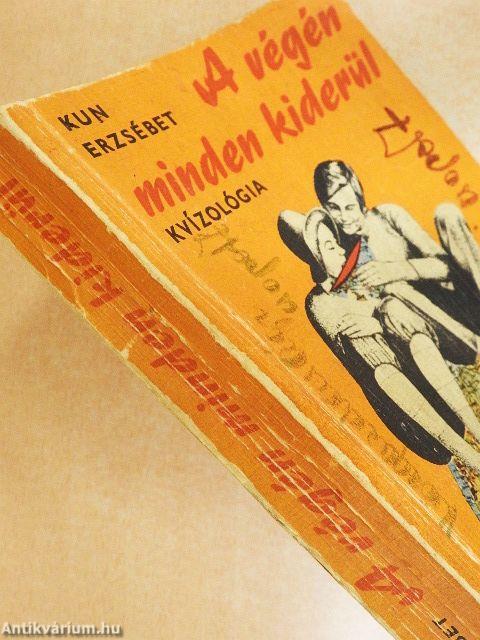 KUN
ERZSÉBET
A végén
minden kiderül
KVÍZOLÓGIA
A végén minden kiderül
Antikvárium.hu